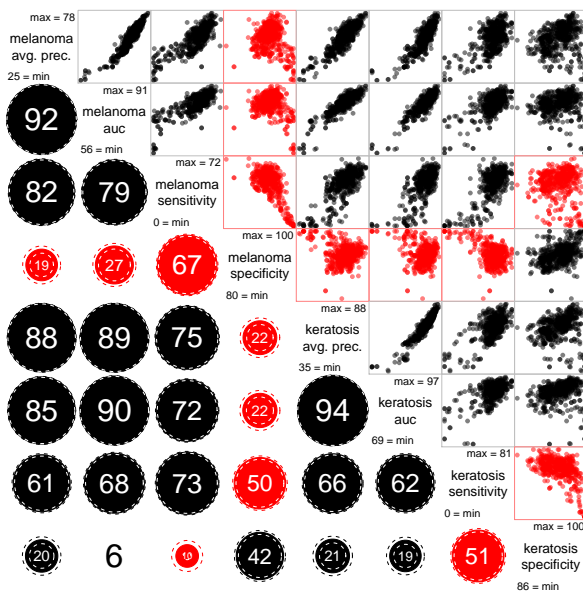 max = 78
melanoma
avg. prec.
25 = min
max = 91
92
melanoma
auc
56 = min
max = 72
82
79
melanoma
sensitivity
0 = min
max = 100
19
27
67
melanoma
specificity
80 = min
max = 88
88
89
75
22
keratosis
avg. prec.
35 = min
max = 97
85
90
72
22
94
keratosis
auc
69 = min
max = 81
61
68
73
50
66
62
keratosis
sensitivity
0 = min
max = 100
20
6
42
21
19
51
keratosis
specificity
86 = min